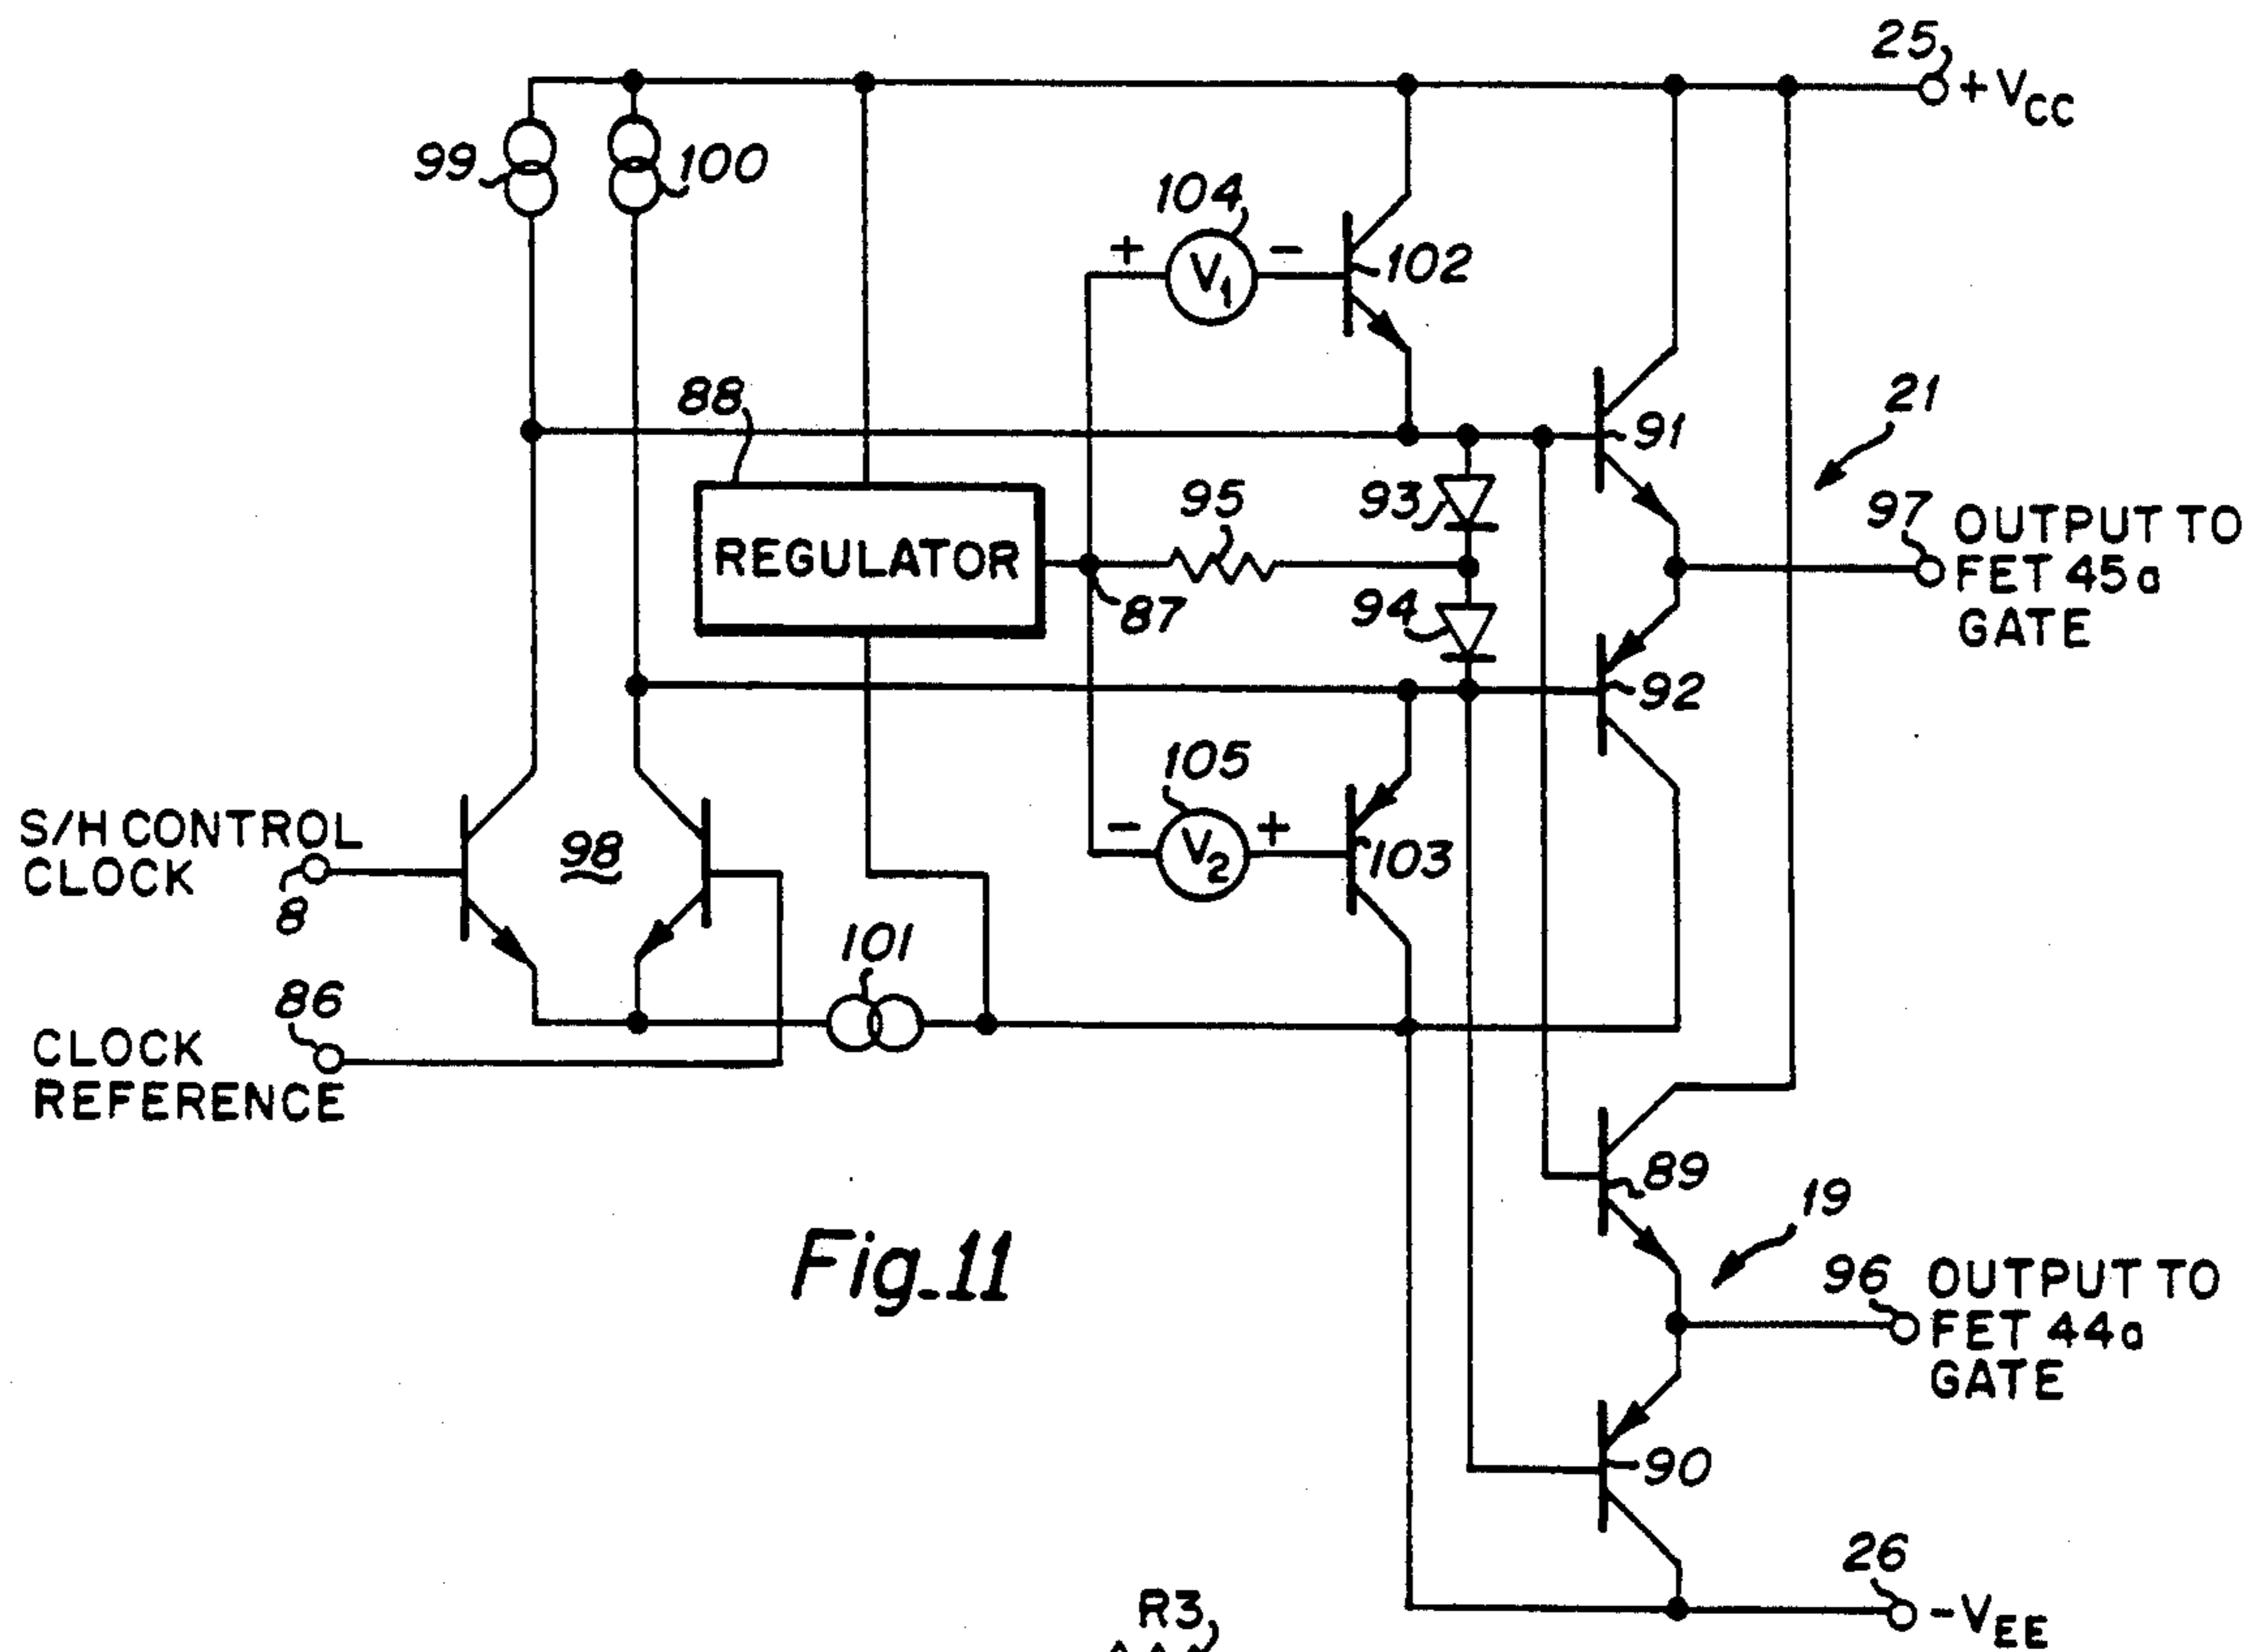 25
+VCC
99
100
104
+
V1
-
102
88
91
21
REGULATOR
95
93
97
OUTPUT TO
FET 45a
GATE
87
94
92
105
-
V2
+
103
S/H CONTROL
CLOCK
8
98
101
86
CLOCK
REFERENCE
89
19
96
OUTPUT TO
FET 44a
GATE
Fig_11
90
26
-VEE
R3